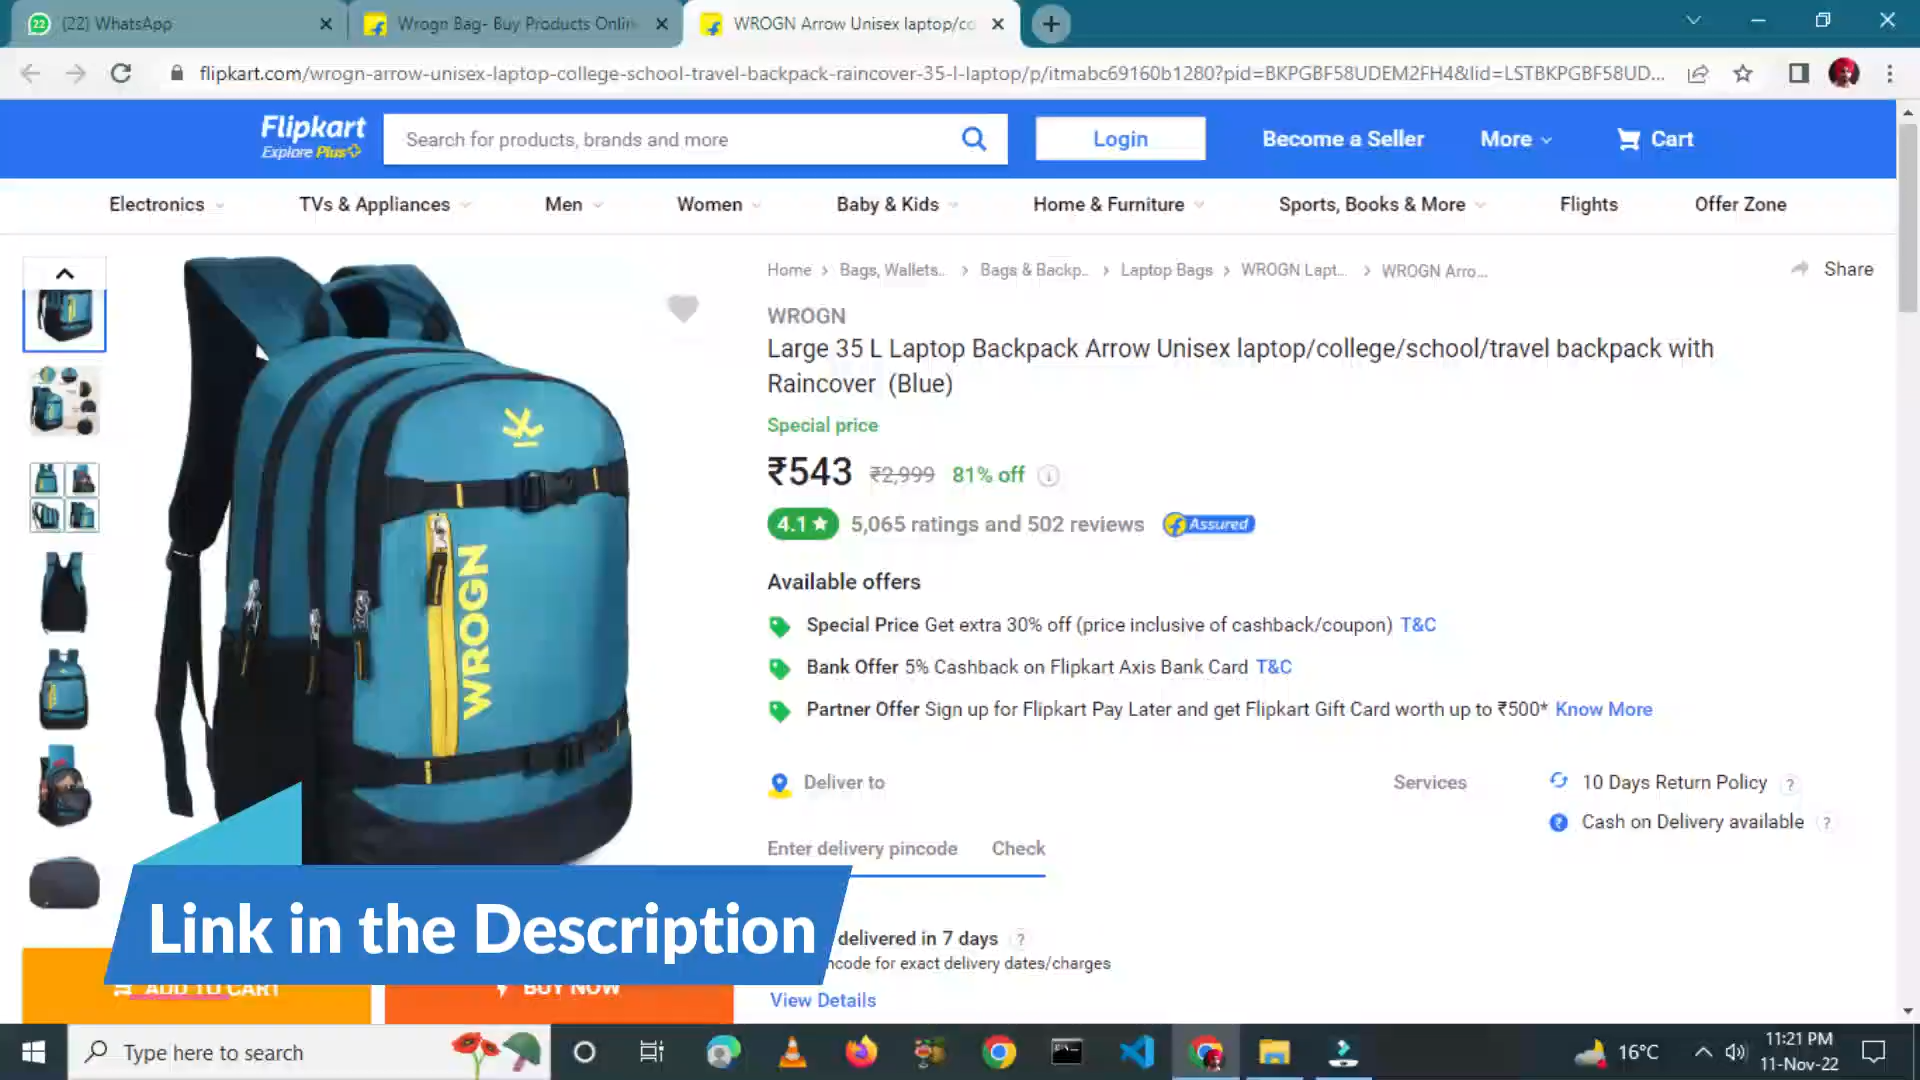 22
(22) WhatsApp
Wrogn Bag- Buy Products Onlin
WROGN Arrow Unisex laptop/co
flipkart.com/wrogn-arrow-unisex-laptop-college-school-travel-backpack-raincover-35-l-laptop/p/itmabc69160b1280?pid=BKPGBF58UDEM2FH4&lid=LSTBKPGBF58UD...
Flipkart
Explore Plus
Search for products, brands and more
Login
Become a Seller
More
Cart
Electronics
TVs & Appliances
Men
Women
Baby & Kids
Home & Furniture
Sports, Books & More
Flights
Offer Zone
Home
Bags, Wallets..
Bags & Backp..
Laptop Bags
WROGN Lapt...
WROGN Arro...
Share
WROGN
WROGN
Large 35 L Laptop Backpack Arrow Unisex laptop/college/school/travel backpack with
Raincover (Blue)
Special price
₹543 ₹2,999 81% off
4.1 ★ 5,065 ratings and 502 reviews Assured
Available offers
Special Price Get extra 30% off (price inclusive of cashback/coupon) T&C
Bank Offer 5% Cashback on Flipkart Axis Bank Card T&C
Partner Offer Sign up for Flipkart Pay Later and get Flipkart Gift Card worth up to ₹500* Know More
Deliver to
Services
10 Days Return Policy ?
Cash on Delivery available ?
Enter delivery pincode Check
delivered in 7 days ?
ncode for exact delivery dates/charges
View Details
Link in the Description
ADD TO CART
BUY NOW
Type here to search
16°C
11:21 PM
11-Nov-22